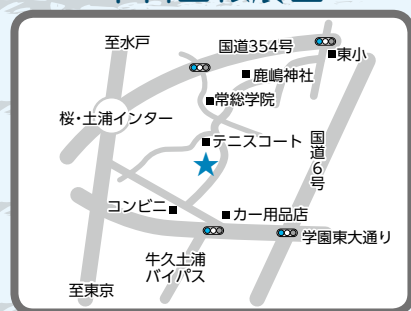 至水戸
国道354号
東小
鹿嶋神社
常総学院
桜・土浦インター
テニスコート
国道6号
コンビニ
カー用品店
学園東大通り
牛久土浦
バイパス
至東京